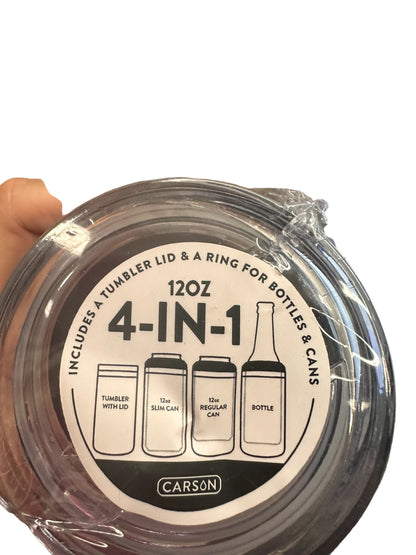 INCLUDES A TUMBLER LID & A RING FOR BOTTLES & CANS
12OZ
4-IN-1
TUMBLER
WITH LID
12oz
SLIM CAN
12oz
REGULAR
CAN
BOTTLE
CARSON